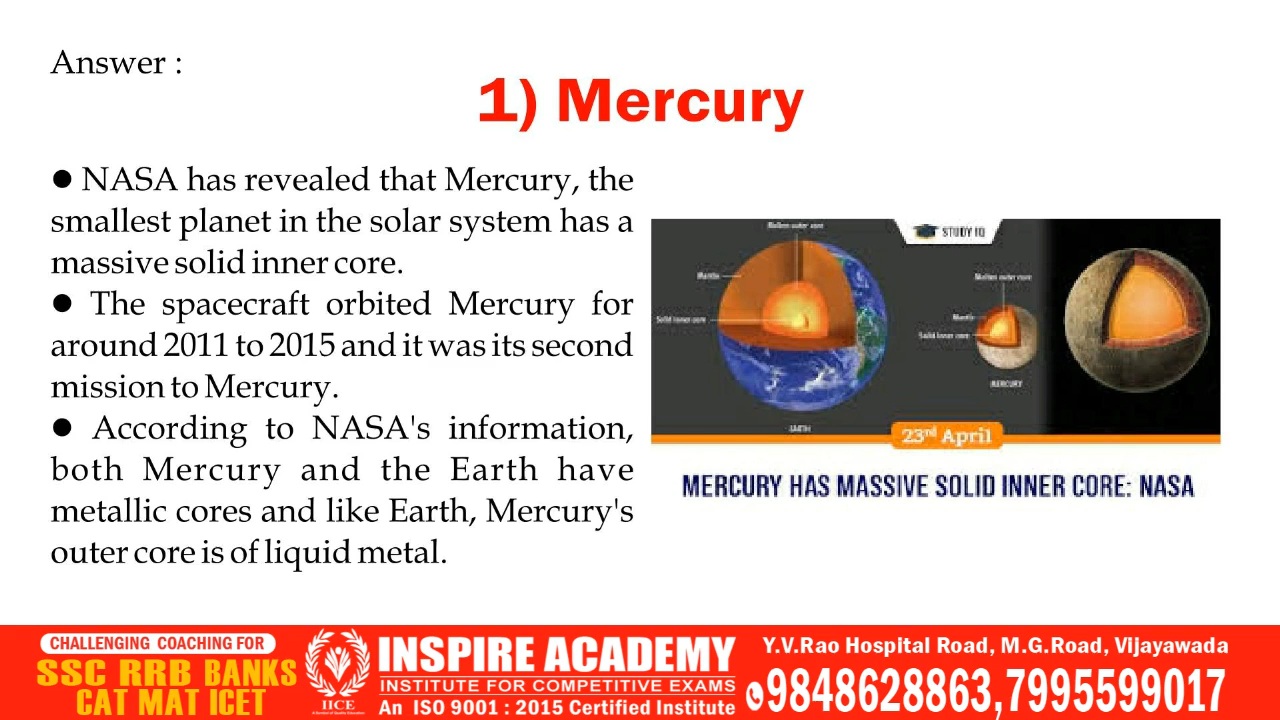 Answer :
1) Mercury
● NASA has revealed that Mercury, the
smallest planet in the solar system has a
massive solid inner core.
● The spacecraft orbited Mercury for
around 2011 to 2015 and it was its second
mission to Mercury.
● According to NASA's information,
both Mercury and the Earth have
metallic cores and like Earth, Mercury's
outer core is of liquid metal.
Molten outer core
Mantle
Solid inner core
EARTH
STUDY IQ
Molten outer core
Mantle
Solid inner core
MERCURY
23rd April
MERCURY HAS MASSIVE SOLID INNER CORE: NASA
CHALLENGING COACHING FOR
SSC RRB BANKS
CAT MAT ICET
IICE
INSPIRE ACADEMY
INSTITUTE FOR COMPETITIVE EXAMS
An ISO 9001 : 2015 Certified Institute
Y.V.Rao Hospital Road, M.G.Road, Vijayawada
9848628863,7995599017